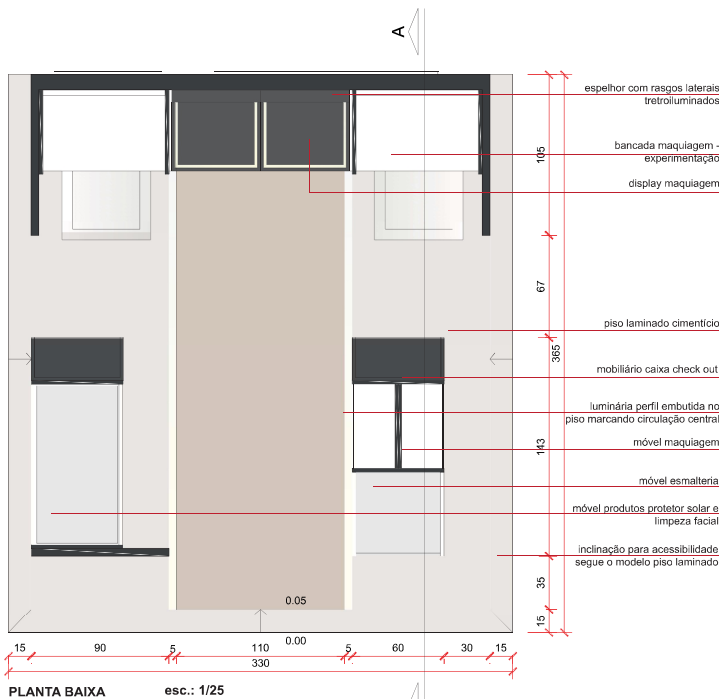 A
espelhor com rasgos laterais
tretroiluminados
bancada maquiagem -
experimentação
105
display maquiagem
67
piso laminado cimentício
365
mobiliário caixa check out
luminária perfil embutida no
piso marcando circulação central
143
móvel maquiagem
móvel esmalteria
móvel produtos protetor solar e
limpeza facial
inclinação para acessibilidade
segue o modelo piso laminado
35
0.05
15
0.00
15 90 5 110 5 60 30 15
330
PLANTA BAIXA esc.: 1/25